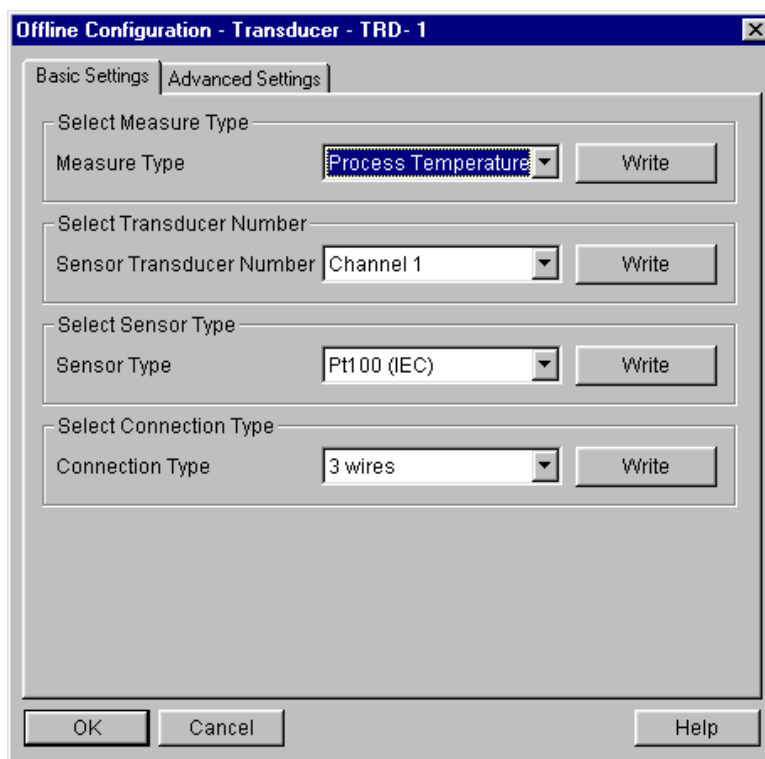 Offline Configuration - Transducer - TRD- 1
Basic Settings Advanced Settings
Select Measure Type
Measure Type Process Temperature Write
Select Transducer Number
Sensor Transducer Number Channel 1 Write
Select Sensor Type
Sensor Type Pt100 (IEC) Write
Select Connection Type
Connection Type 3 wires Write
OK Cancel Help